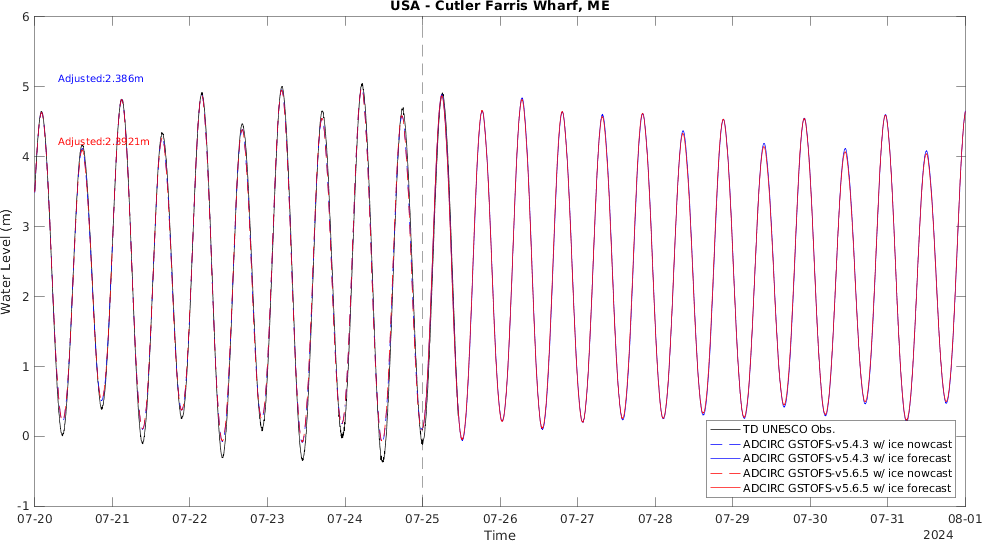 USA - Cutler Farris Wharf, ME
6
5
4
3
2
1
0
-1
Water Level (m)
Adjusted:2.386m
Adjusted:2.3921m
TD UNESCO Obs.
ADCIRC GSTOFS-v5.4.3 w/ ice nowcast
ADCIRC GSTOFS-v5.4.3 w/ ice forecast
ADCIRC GSTOFS-v5.6.5 w/ ice nowcast
ADCIRC GSTOFS-v5.6.5 w/ ice forecast
07-20 07-21 07-22 07-23 07-24 07-25 07-26 07-27 07-28 07-29 07-30 07-31 08-01
Time
2024